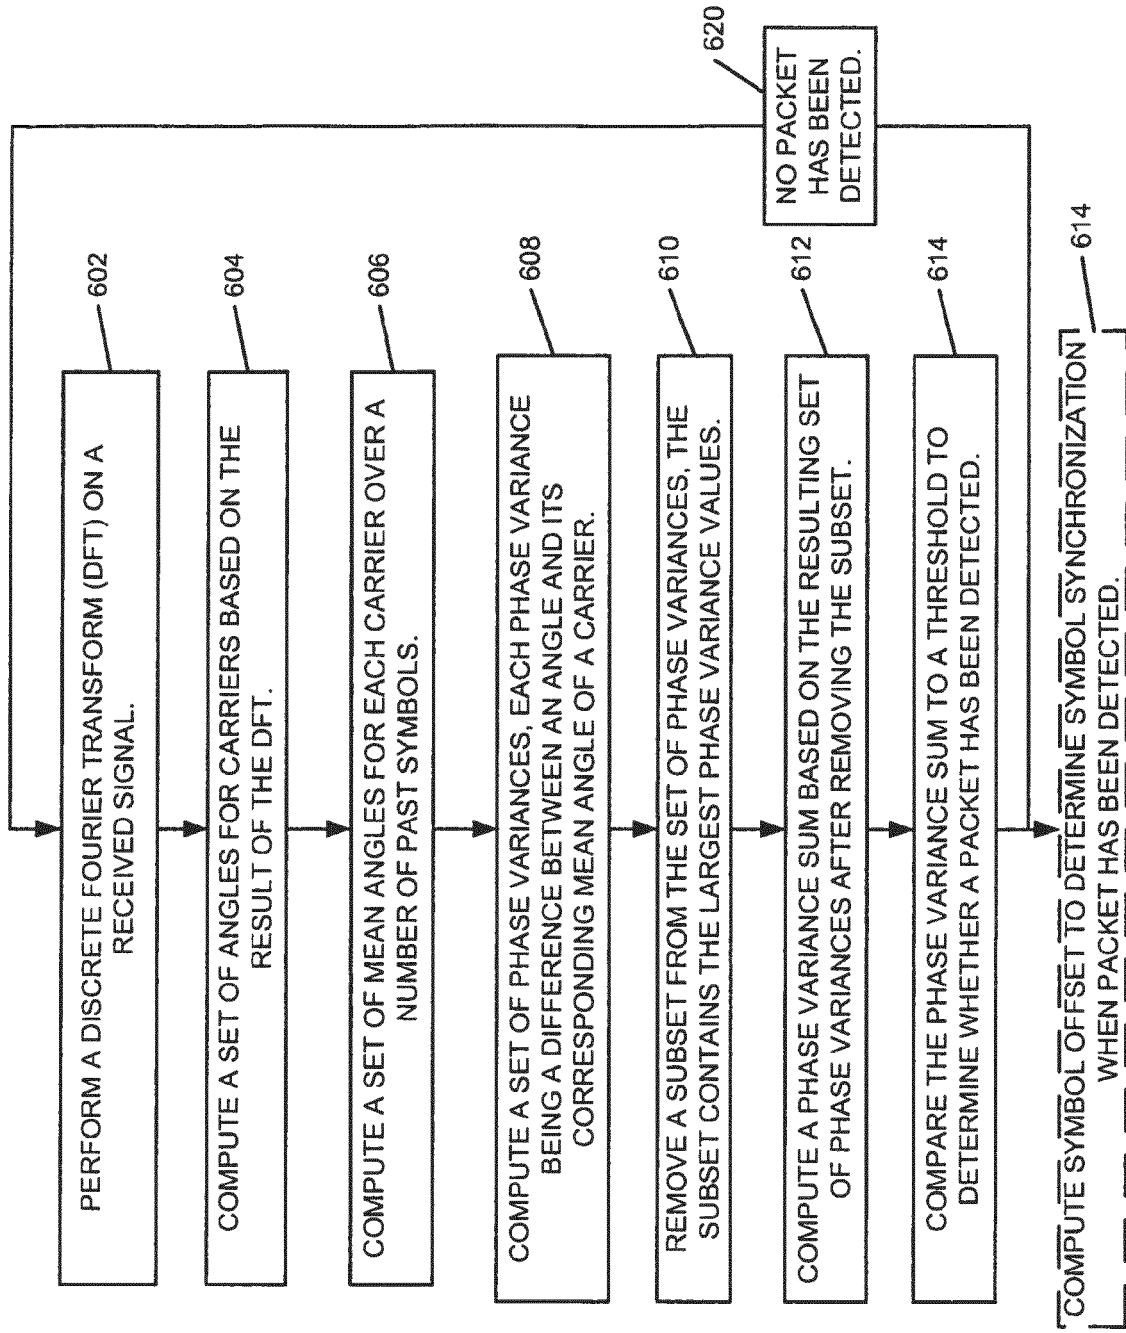 PERFORM A DISCRETE FOURIER TRANSFORM (DFT) ON A
RECEIVED SIGNAL.
602
COMPUTE A SET OF ANGLES FOR CARRIERS BASED ON THE
RESULT OF THE DFT.
604
COMPUTE A SET OF MEAN ANGLES FOR EACH CARRIER OVER A
NUMBER OF PAST SYMBOLS.
606
COMPUTE A SET OF PHASE VARIANCES, EACH PHASE VARIANCE
BEING A DIFFERENCE BETWEEN AN ANGLE AND ITS
CORRESPONDING MEAN ANGLE OF A CARRIER.
608
REMOVE A SUBSET FROM THE SET OF PHASE VARIANCES, THE
SUBSET CONTAINS THE LARGEST PHASE VARIANCE VALUES.
610
COMPUTE A PHASE VARIANCE SUM BASED ON THE RESULTING SET
OF PHASE VARIANCES AFTER REMOVING THE SUBSET.
612
COMPARE THE PHASE VARIANCE SUM TO A THRESHOLD TO
DETERMINE WHETHER A PACKET HAS BEEN DETECTED.
614
NO PACKET
HAS BEEN
DETECTED.
620
COMPUTE SYMBOL OFFSET TO DETERMINE SYMBOL SYNCHRONIZATION
WHEN PACKET HAS BEEN DETECTED.
614